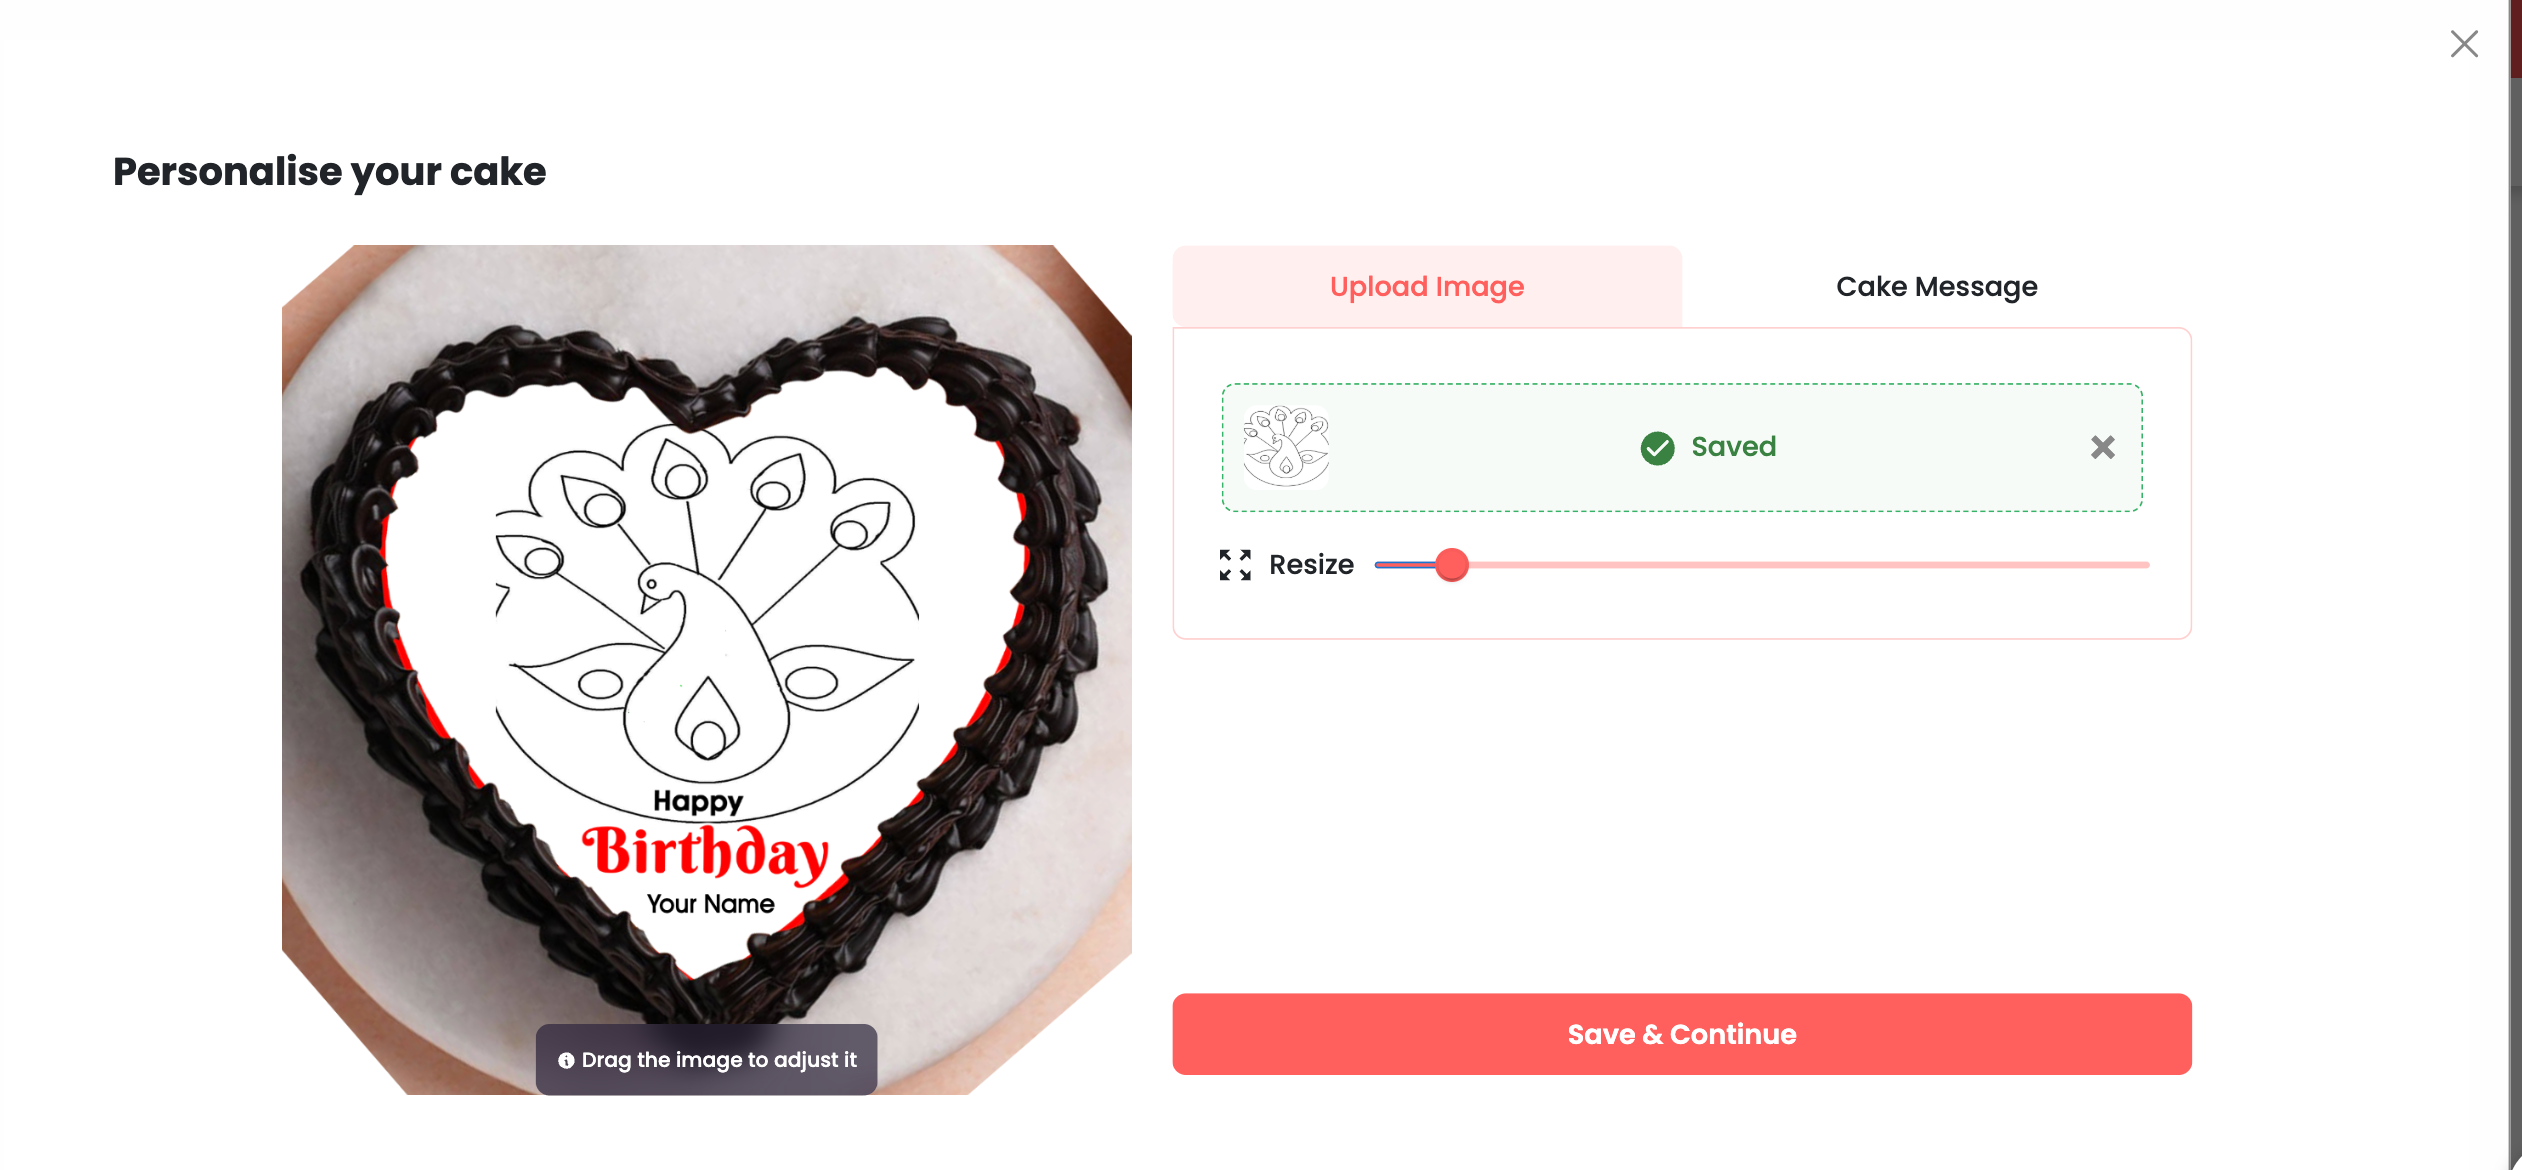 Personalise your cake
Upload Image
Cake Message
Saved
Resize
Happy
Birthday
Your Name
Drag the image to adjust it
Save & Continue